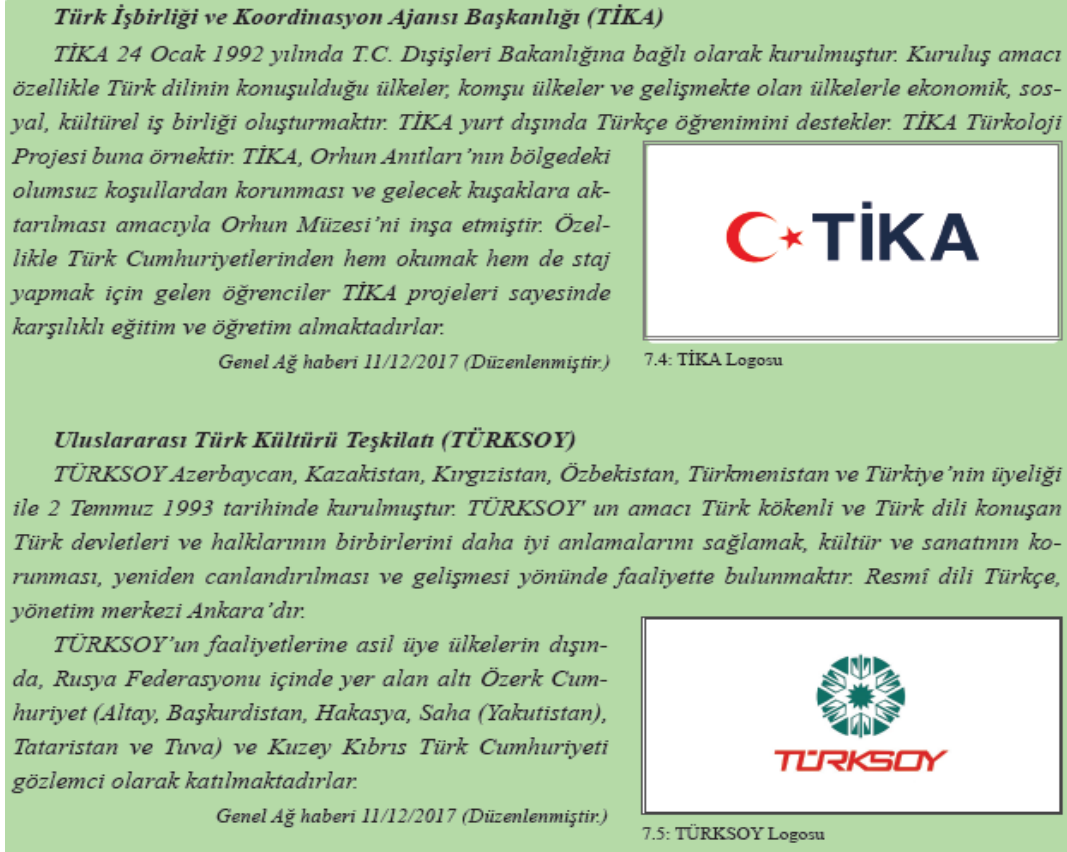 Türk İşbirliği ve Koordinasyon Ajansı Başkanlığı (TİKA)
TİKA 24 Ocak 1992 yılında T.C. Dışişleri Bakanlığına bağlı olarak kurulmuştur. Kuruluş amacı
özellikle Türk dilinin konuşulduğu ülkeler, komşu ülkeler ve gelişmekte olan ülkelerle ekonomik, sos-
yal, kültürel iş birliği oluşturmaktır. TİKA yurt dışında Türkçe öğrenimini destekler. TİKA Türkoloji
Projesi buna örnektir. TİKA, Orhun Anıtları’nın bölgedeki
olumsuz koşullardan korunması ve gelecek kuşaklara ak-
tarılması amacıyla Orhun Müzesi’ni inşa etmiştir. Özel-
likle Türk Cumhuriyetlerinden hem okumak hem de staj
yapmak için gelen öğrenciler TİKA projeleri sayesinde
karşılıklı eğitim ve öğretim almaktadırlar.
Genel Ağ haberi 11/12/2017 (Düzenlenmiştir.)
TİKA
7.4: TİKA Logosu
Uluslararası Türk Kültürü Teşkilatı (TÜRKSOY)
TÜRKSOY Azerbaycan, Kazakistan, Kırgızistan, Özbekistan, Türkmenistan ve Türkiye’nin üyeliği
ile 2 Temmuz 1993 tarihinde kurulmuştur. TÜRKSOY' un amacı Türk kökenli ve Türk dili konuşan
Türk devletleri ve halklarının birbirlerini daha iyi anlamalarını sağlamak, kültür ve sanatının ko-
runması, yeniden canlandırılması ve gelişmesi yönünde faaliyette bulunmaktır. Resmî dili Türkçe,
yönetim merkezi Ankara’dır.
TÜRKSOY’un faaliyetlerine asil üye ülkelerin dışın-
da, Rusya Federasyonu içinde yer alan altı Özerk Cum-
huriyet (Altay, Başkurdistan, Hakasya, Saha (Yakutistan),
Tataristan ve Tuva) ve Kuzey Kıbrıs Türk Cumhuriyeti
gözlemci olarak katılmaktadırlar.
Genel Ağ haberi 11/12/2017 (Düzenlenmiştir.)
TÜRKSOY
7.5: TÜRKSOY Logosu